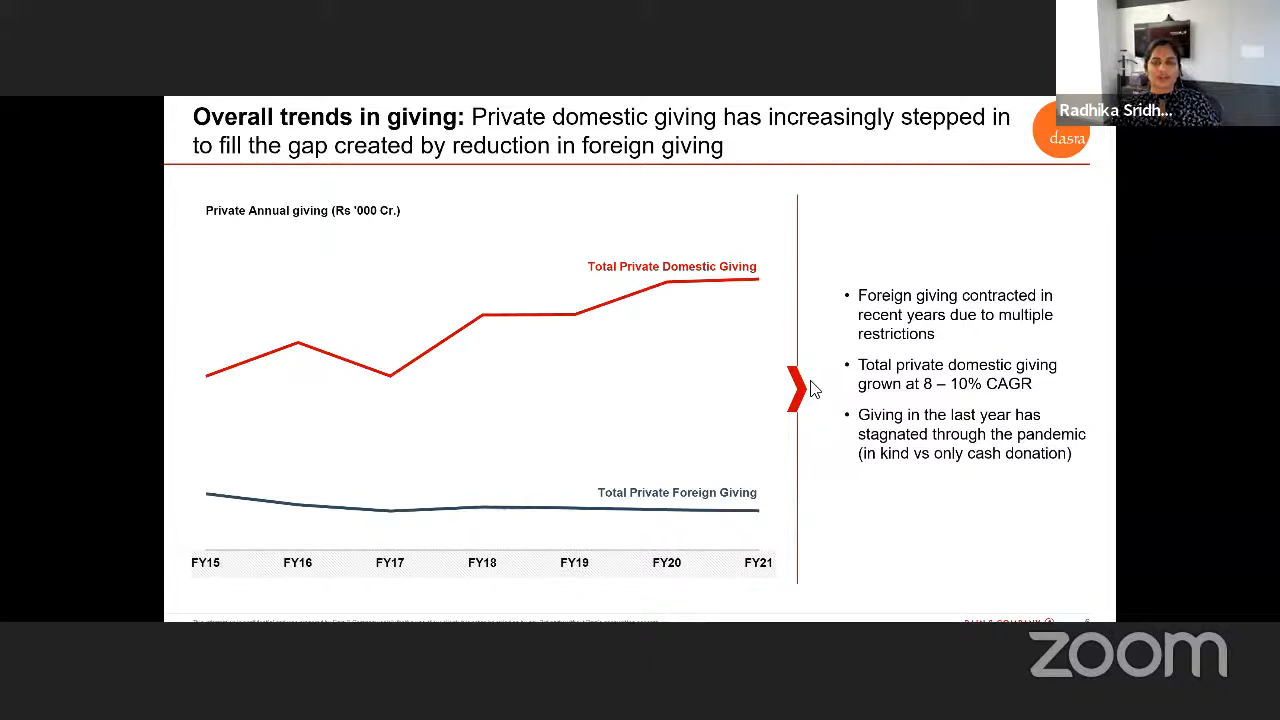 Radhika Sridh...
Overall trends in giving: Private domestic giving has increasingly stepped in
to fill the gap created by reduction in foreign giving
dasra
Private Annual giving (Rs '000 Cr.)
Total Private Domestic Giving
Total Private Foreign Giving
FY15 FY16 FY17 FY18 FY19 FY20 FY21
• Foreign giving contracted in
recent years due to multiple
restrictions
• Total private domestic giving
grown at 8 – 10% CAGR
• Giving in the last year has
stagnated through the pandemic
(in kind vs only cash donation)
zoom